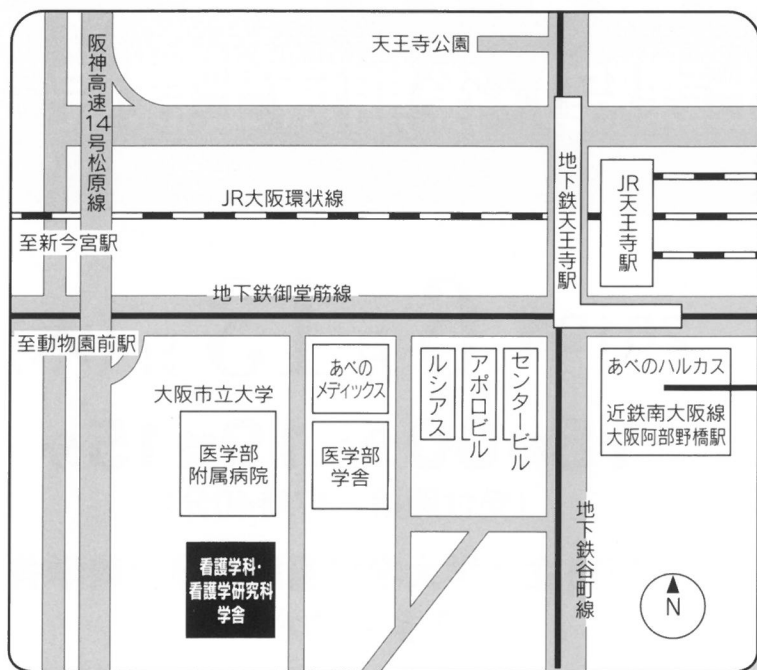 天王寺公園
阪神高速14号松原線
JR大阪環状線
地下鉄天王寺駅
JR天王寺駅
至新今宮駅
地下鉄御堂筋線
至動物園前駅
あべの
メディックス
ルシアス
アポロビル
センタービル
あべのハルカス
近鉄南大阪線
大阪阿部野橋駅
大阪市立大学
医学部
附属病院
医学部
学舎
看護学科・
看護学研究科
学舎
地下鉄谷町線
N